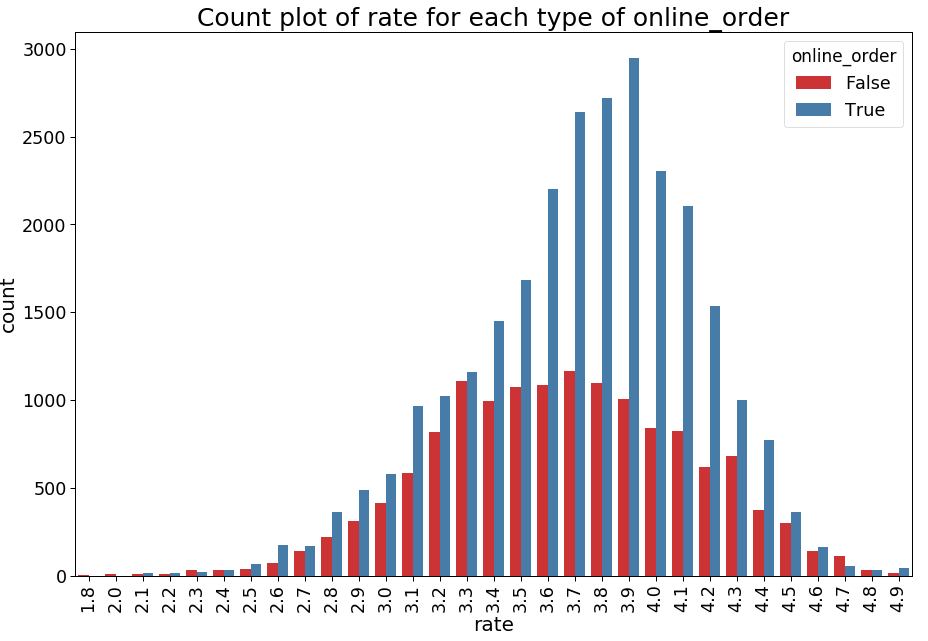 Count plot of rate for each type of online_order
online_order
False
True
3000
2500
2000
1500
1000
500
0
count
1.8 2.0 2.1 2.2 2.3 2.4 2.5 2.6 2.7 2.8 2.9 3.0 3.1 3.2 3.3 3.4 3.5 3.6 3.7 3.8 3.9 4.0 4.1 4.2 4.3 4.4 4.5 4.6 4.7 4.8 4.9
rate